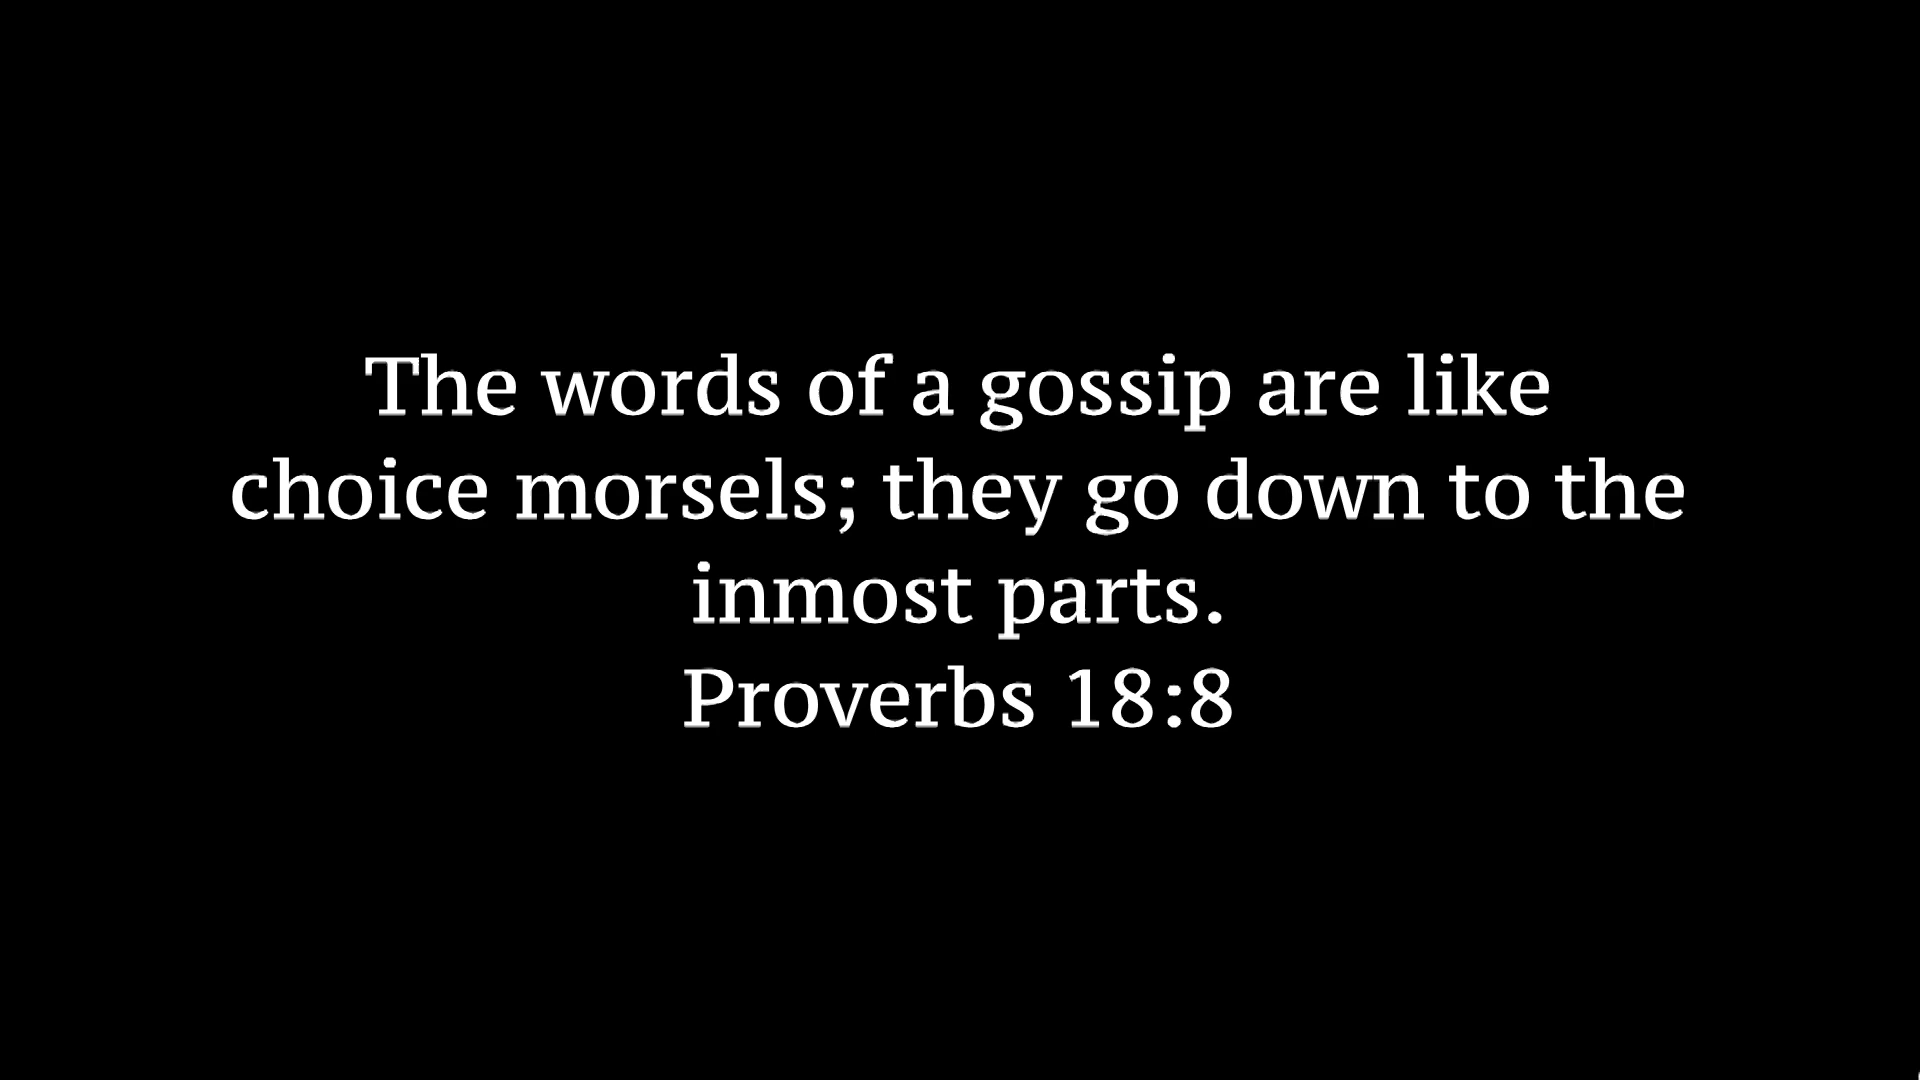 The words of a gossip are like
choice morsels; they go down to the
inmost parts.
Proverbs 18:8